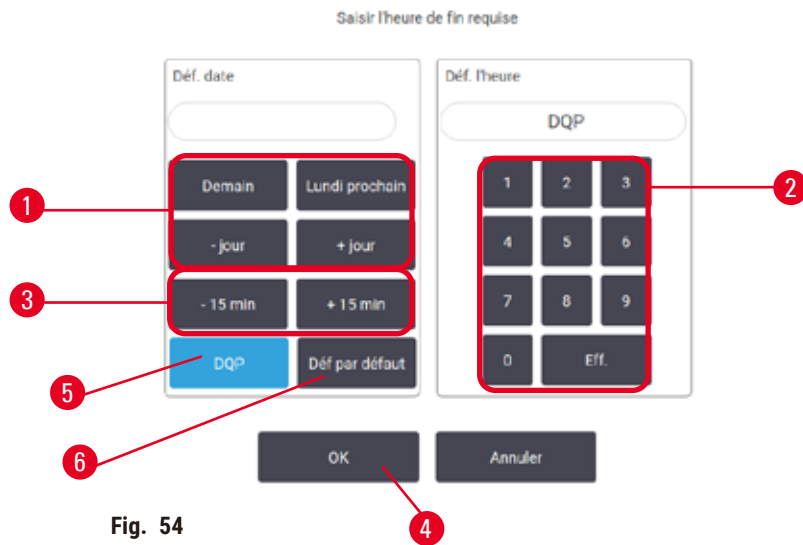 Saisir l'heure de fin requise
Déf. date
Déf. l'heure
DQP
Demain
Lundi prochain
1
2
3
2
1
- jour
+ jour
4
5
6
3
- 15 min
+ 15 min
7
8
9
DQP
Déf par défaut
0
Eff.
5
6
OK
Annuler
4
Fig. 54